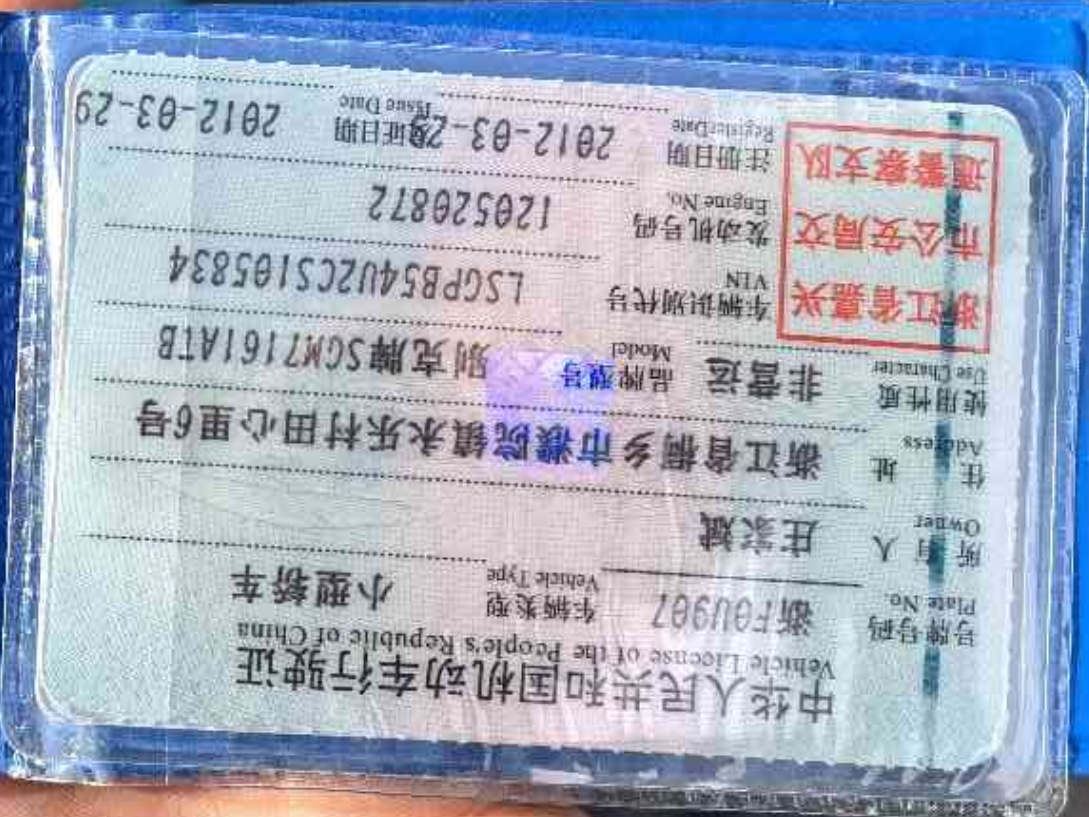 中华人民共和国机动车行驶证
Vehicle License of the People's Republic of China
号牌号码 浙F0U907 车辆类型 小型轿车
Plate No. Vehicle Type
所有人 庄家斌
Owner
住址 浙江省桐乡市濮院镇永乐村田心里6号
Address
使用性质 非营运 品牌型号 别克牌SGM7161ATB
Use Character Model
浙江省嘉兴
市公安局交
通警察支队
车辆识别代号 LSGPB54U2CS105834
VIN
发动机号码 120520872
Engine No.
注册日期 2012-03-29 发证日期 2012-03-29
Register Date Issue Date